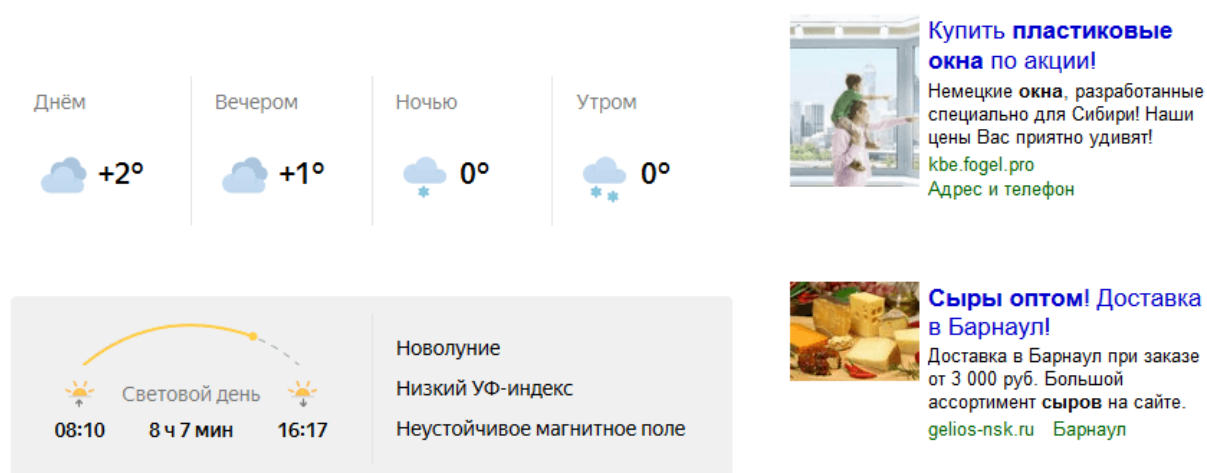 Днём
Вечером
Ночью
Утром
+2°
+1°
0°
0°
Световой день
08:10
8 ч 7 мин
16:17
Новолуние
Низкий УФ-индекс
Неустойчивое магнитное поле
Купить пластиковые
окна по акции!
Немецкие окна, разработанные
специально для Сибири! Наши
цены Вас приятно удивят!
kbe.fogel.pro
Адрес и телефон
Сыры оптом! Доставка
в Барнаул!
Доставка в Барнаул при заказе
от 3 000 руб. Большой
ассортимент сыров на сайте.
gelios-nsk.ru Барнаул